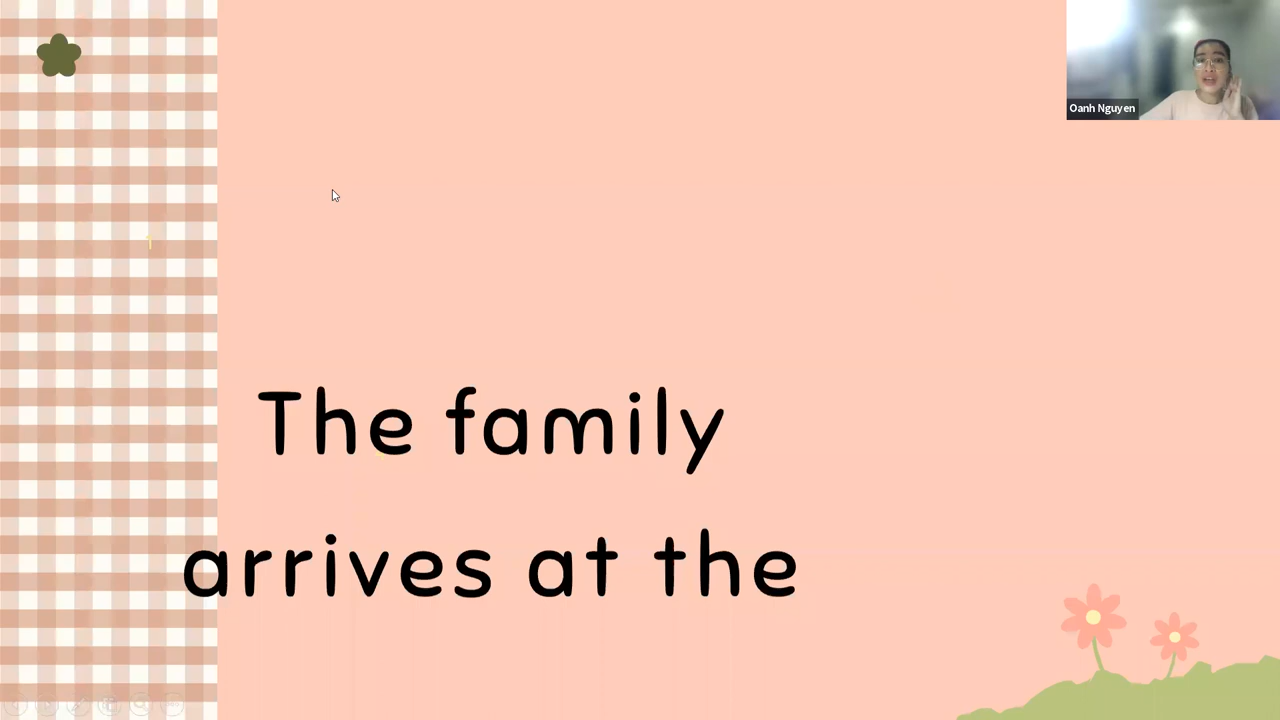 Oanh Nguyen
The family
arrives at the